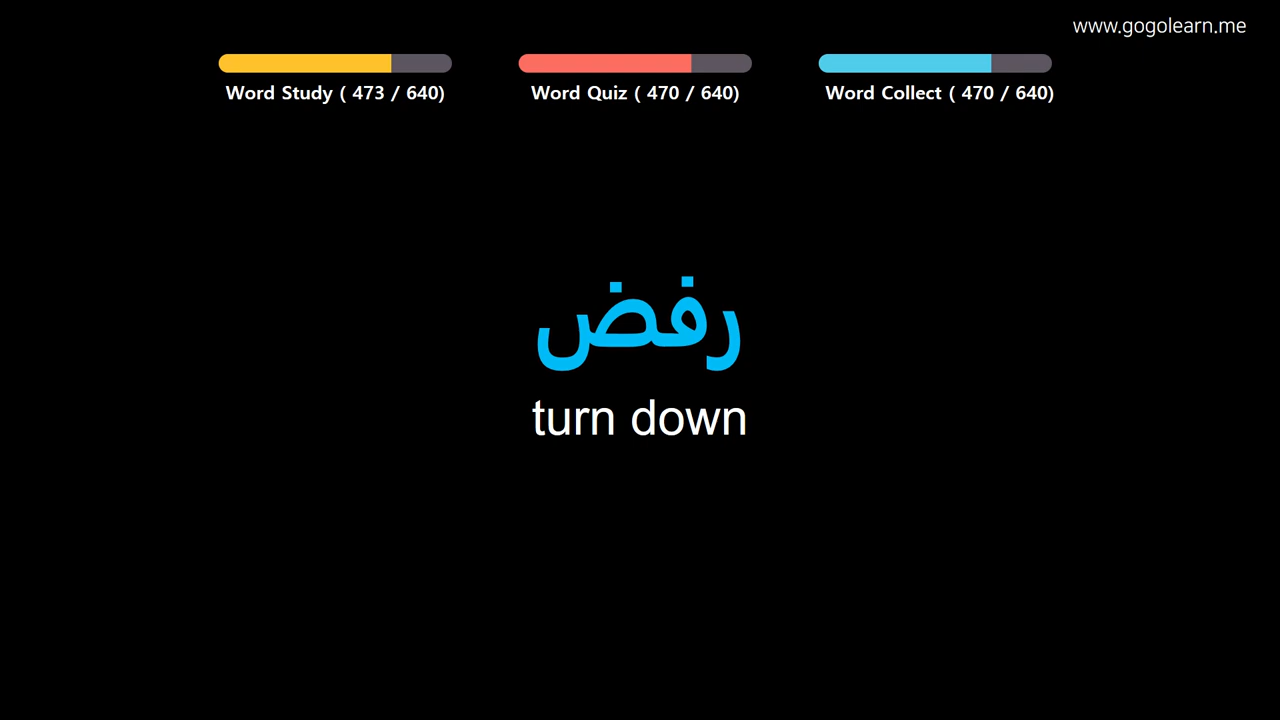 www.gogolearn.me
Word Study ( 473 / 640)
Word Quiz ( 470 / 640)
Word Collect ( 470 / 640)
رفض
turn down